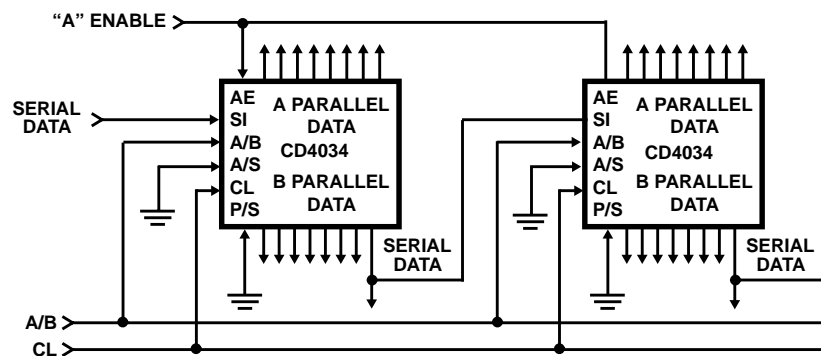 “A” ENABLE
SERIAL
DATA
AE
SI
A/B
A/S
CL
P/S
A PARALLEL
DATA
CD4034
B PARALLEL
DATA
SERIAL
DATA
AE
SI
A/B
A/S
CL
P/S
A PARALLEL
DATA
CD4034
B PARALLEL
DATA
SERIAL
DATA
A/B
CL